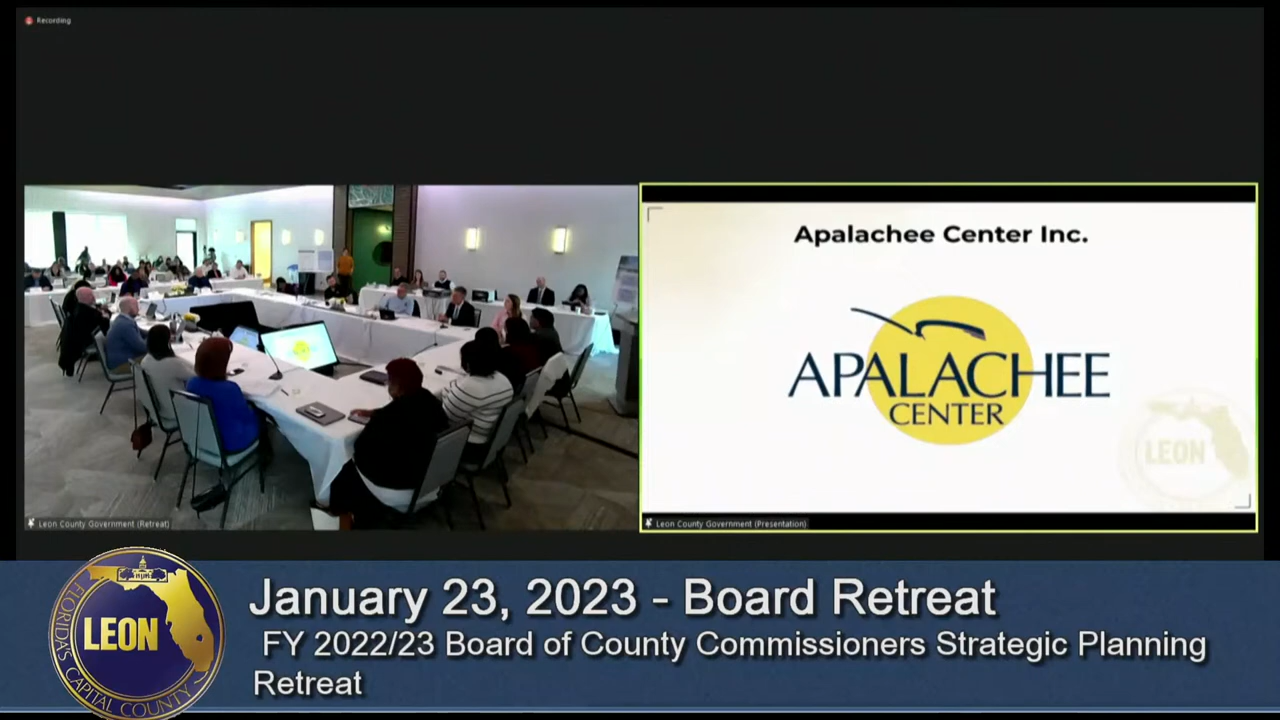 Recording
Apalachee Center Inc.
APALACHEE
CENTER
LEON
Leon County Government (Retreat)
Leon County Government (Presentation)
January 23, 2023 - Board Retreat
FY 2022/23 Board of County Commissioners Strategic Planning
Retreat
LEON
FLORIDA'S CAPITAL COUNTY